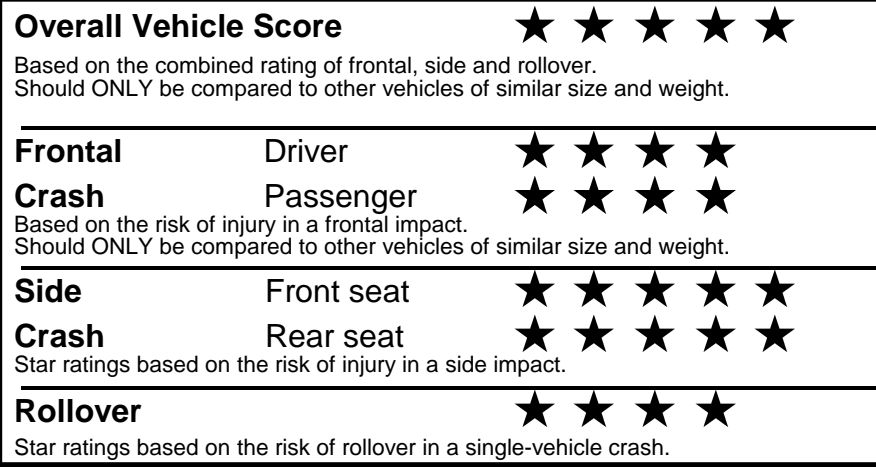 Overall Vehicle Score ★ ★ ★ ★ ★
Based on the combined rating of frontal, side and rollover.
Should ONLY be compared to other vehicles of similar size and weight.
Frontal Driver ★ ★ ★ ★
Crash Passenger ★ ★ ★ ★
Based on the risk of injury in a frontal impact.
Should ONLY be compared to other vehicles of similar size and weight.
Side Front seat ★ ★ ★ ★ ★
Crash Rear seat ★ ★ ★ ★ ★
Star ratings based on the risk of injury in a side impact.
Rollover ★ ★ ★ ★
Star ratings based on the risk of rollover in a single-vehicle crash.